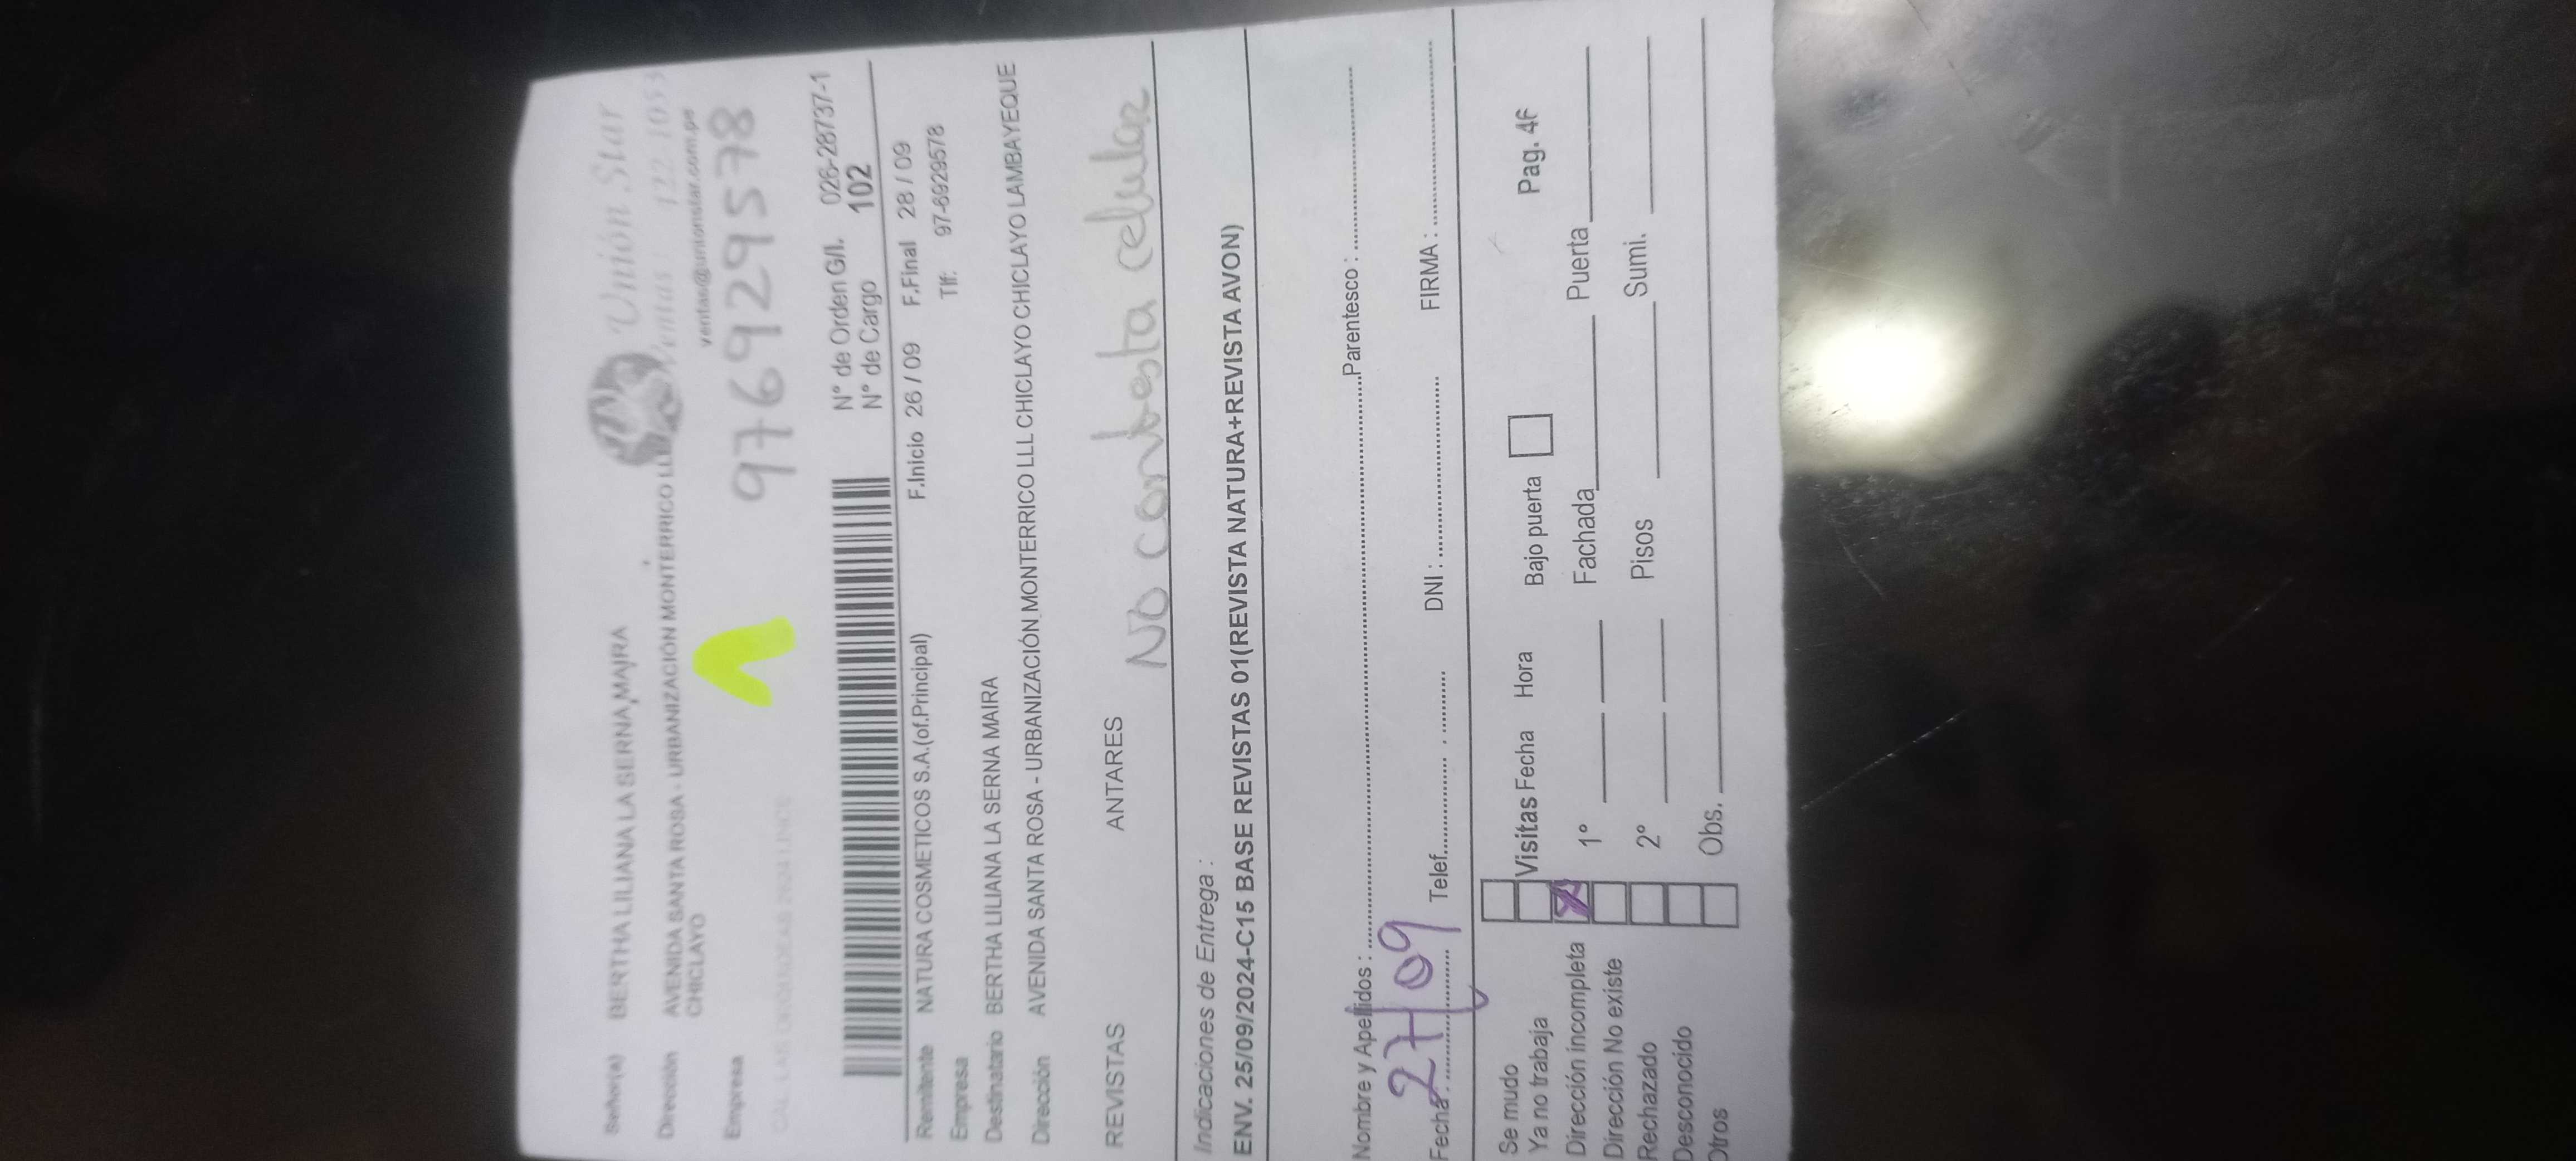 Unión Star
Ventas: 122 1053
ventas@unionstar.com.pe
Señor(a) BERTHA LILIANA LA SERNA MAIRA
Dirección AVENIDA SANTA ROSA - URBANIZACIÓN MONTERRICO LLL
CHICLAYO
Empresa
976929578
N° de Orden G/I. 026-28737-1
N° de Cargo 102
Remitente NATURA COSMETICOS S.A.(of.Principal) F.Inicio 26 / 09 F.Final 28 / 09
Empresa Tlf: 97-6929578
Destinatario BERTHA LILIANA LA SERNA MAIRA
Dirección AVENIDA SANTA ROSA - URBANIZACIÓN MONTERRICO LLL CHICLAYO CHICLAYO LAMBAYEQUE
REVISTAS ANTARES
No contesta celular
Indicaciones de Entrega :
ENV. 25/09/2024-C15 BASE REVISTAS 01(REVISTA NATURA+REVISTA AVON)
Nombre y Apellidos : Parentesco :
Fecha : 27/09 Telef. DNI : FIRMA :
Se mudo
Ya no trabaja Visitas Fecha Hora Bajo puerta Pag. 4F
Dirección incompleta X 1° Fachada Puerta
Dirección No existe
Rechazado 2° Pisos Sumi.
Desconocido
Otros Obs.